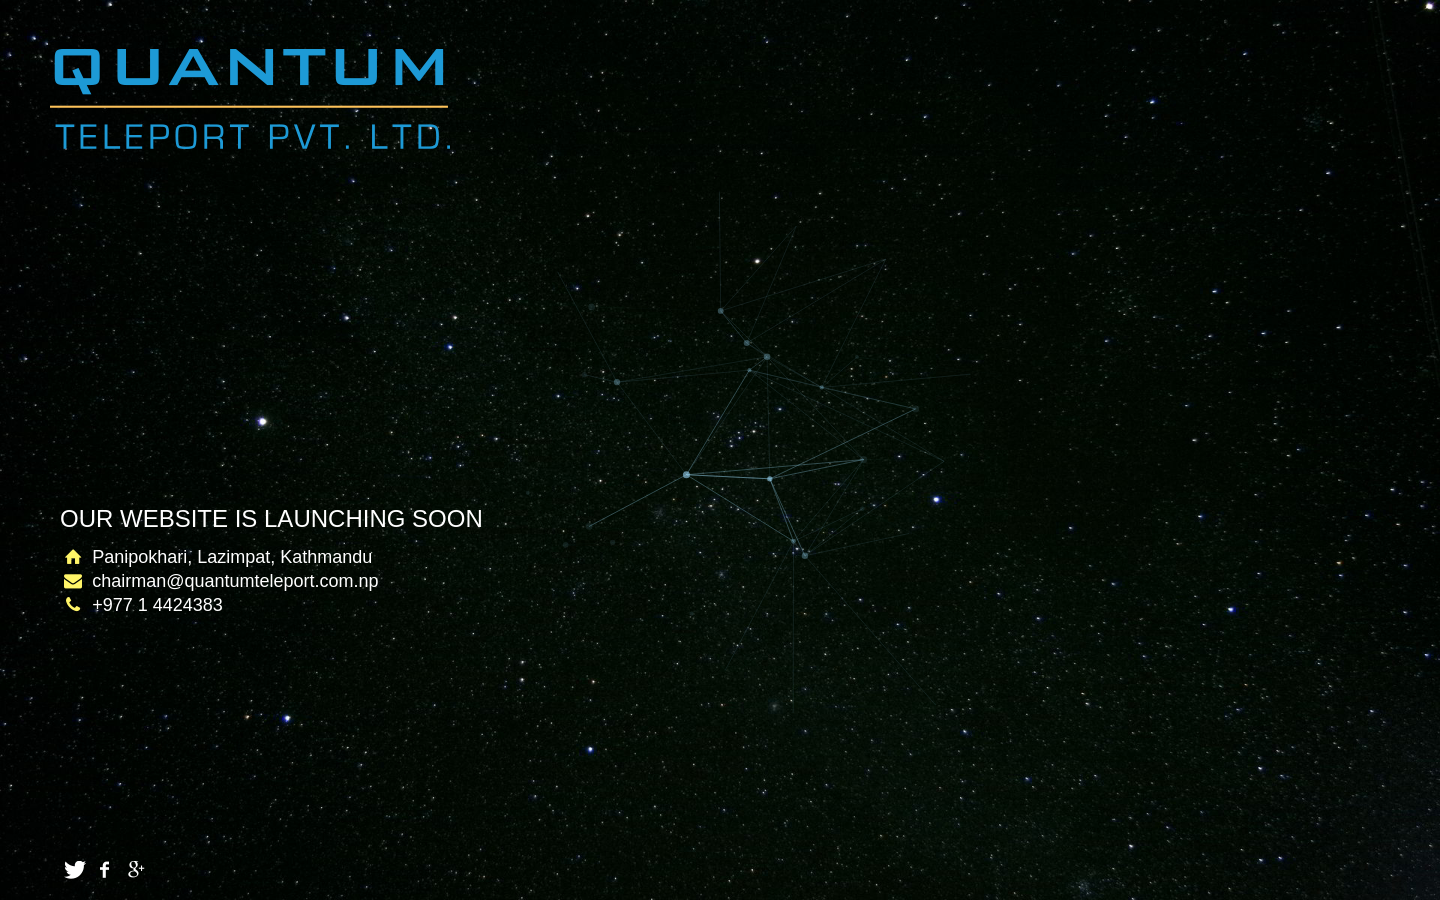 QUANTUM
TELEPORT PVT. LTD.
OUR WEBSITE IS LAUNCHING SOON
Panipokhari, Lazimpat, Kathmandu
chairman@quantumteleport.com.np
+977 1 4424383